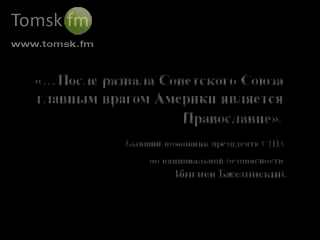 Tomsk fm
www.tomsk.fm
«…После развала Советского Союза
главным врагом Америки является
Православие».
Бывший помощник президента США
по национальной безопасности
Збигнев Бжезинский.